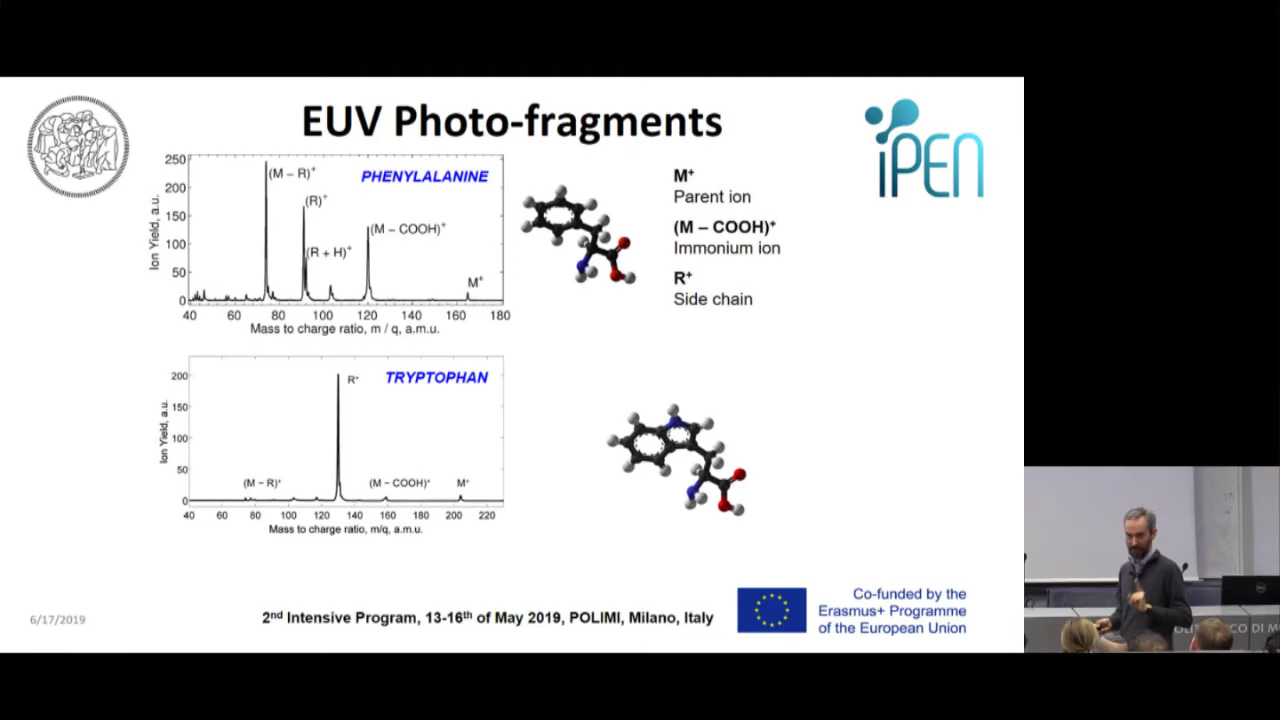 EUV Photo-fragments
iPEN
250
200
150
100
50
0
Ion Yield, a.u.
(M – R)⁺
PHENYLALANINE
(R)⁺
(M – COOH)⁺
(R + H)⁺
M⁺
40 60 80 100 120 140 160 180
Mass to charge ratio, m / q, a.m.u.
M⁺
Parent ion
(M – COOH)⁺
Immonium ion
R⁺
Side chain
200
150
100
50
0
Ion Yield, a.u.
R⁺
TRYPTOPHAN
(M – R)⁺
(M – COOH)⁺
M⁺
40 60 80 100 120 140 160 180 200 220
Mass to charge ratio, m/q, a.m.u.
6/17/2019
2ⁿᵈ Intensive Program, 13-16ᵗʰ of May 2019, POLIMI, Milano, Italy
Co-funded by the
Erasmus+ Programme
of the European Union